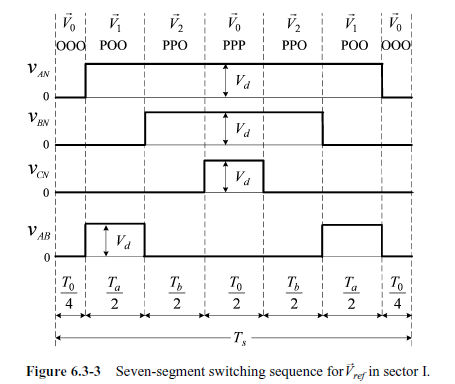 V⃗0 V⃗1 V⃗2 V⃗0 V⃗2 V⃗1 V⃗0
OOO POO PPO PPP PPO POO OOO
vAN
Vd
0
vBN
Vd
0
vCN
Vd
0
vAB
Vd
0
T0/4 Ta/2 Tb/2 T0/2 Tb/2 Ta/2 T0/4
Ts
Figure 6.3-3 Seven-segment switching sequence for V⃗ref in sector I.